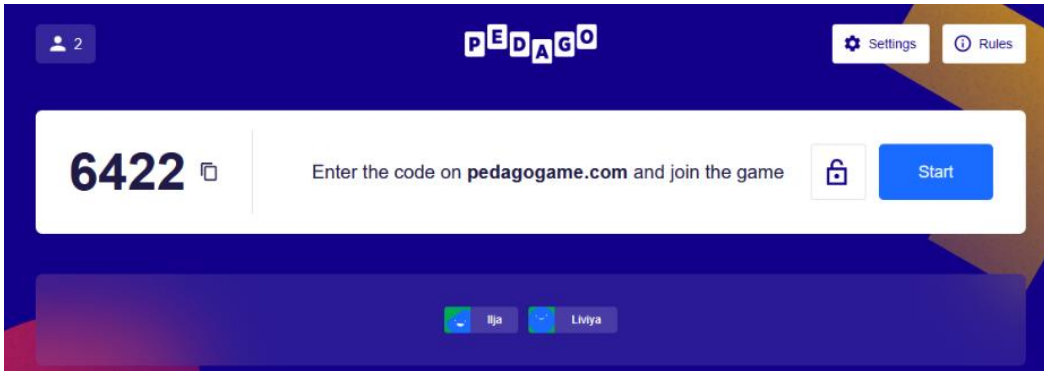 2
PEDAGO
Settings
Rules
6422
Enter the code on pedagogame.com and join the game
Start
Ilja
Liviya